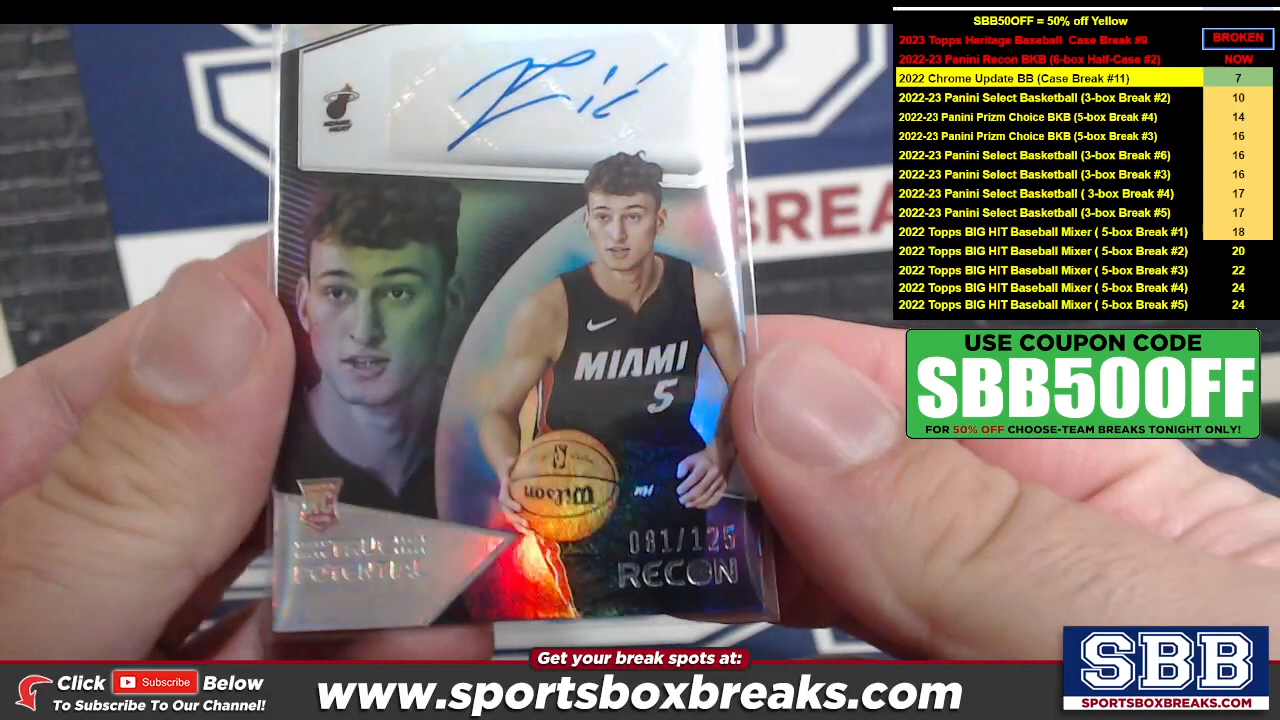 SBB50OFF = 50% off Yellow
2023 Topps Heritage Baseball Case Break #9 BROKEN
2022-23 Panini Recon BKB (6-box Half-Case #2) NOW
2022 Chrome Update BB (Case Break #11) 7
2022-23 Panini Select Basketball (3-box Break #2) 10
2022-23 Panini Prizm Choice BKB (5-box Break #4) 14
2022-23 Panini Prizm Choice BKB (5-box Break #3) 16
2022-23 Panini Select Basketball (3-box Break #6) 16
2022-23 Panini Select Basketball (3-box Break #3) 16
2022-23 Panini Select Basketball ( 3-box Break #4) 17
2022-23 Panini Select Basketball (3-box Break #5) 17
2022 Topps BIG HIT Baseball Mixer ( 5-box Break #1) 18
2022 Topps BIG HIT Baseball Mixer ( 5-box Break #2) 20
2022 Topps BIG HIT Baseball Mixer ( 5-box Break #3) 22
2022 Topps BIG HIT Baseball Mixer ( 5-box Break #4) 24
2022 Topps BIG HIT Baseball Mixer ( 5-box Break #5) 24
USE COUPON CODE
SBB50OFF
FOR 50% OFF CHOOSE-TEAM BREAKS TONIGHT ONLY!
MIAMI
5
Wilson
RC
081/125
RECON
Get your break spots at:
Click Subscribe Below
To Subscribe To Our Channel!
www.sportsboxbreaks.com
SBB
SPORTSBOXBREAKS.COM